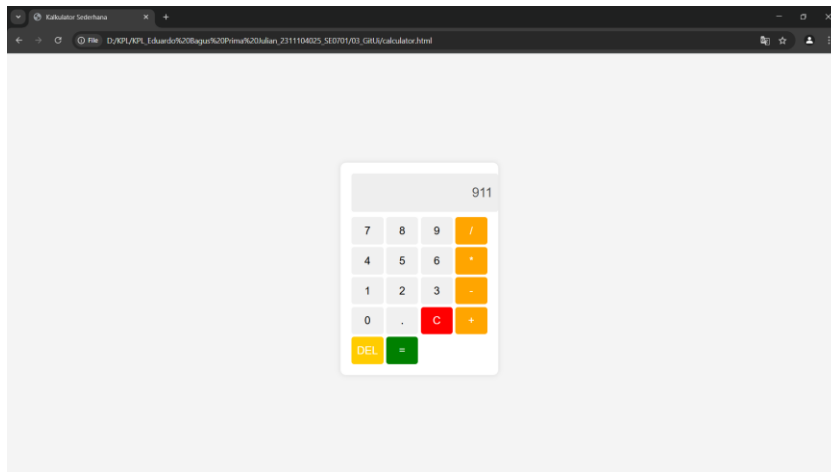 Kalkulator Sederhana
File D:/KPL/KPL_Eduardo%20Bagus%20Prima%20Julian_2311104025_SE0701/03_GitUi/calculator.html
911
7 8 9 /
4 5 6 *
1 2 3 -
0 . C +
DEL =